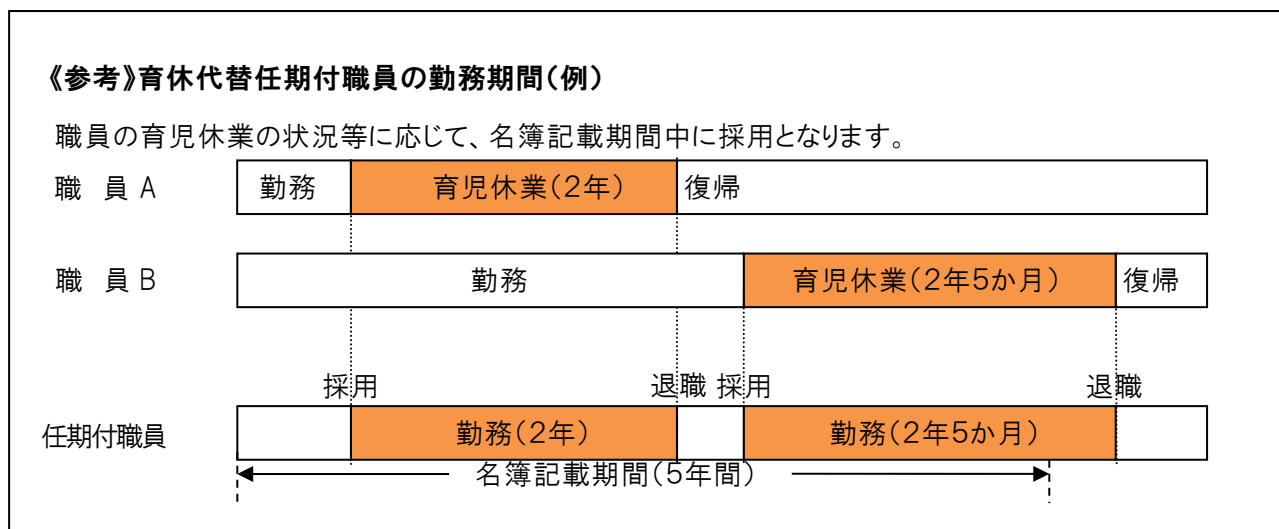 《参考》育休代替任期付職員の勤務期間(例)
職員の育児休業の状況等に応じて、名簿記載期間中に採用となります。
職 員 A 勤務 育児休業(2年) 復帰
職 員 B 勤務 育児休業(2年5か月) 復帰
採用 退職 採用 退職
任期付職員 勤務(2年) 勤務(2年5か月)
名簿記載期間(5年間)